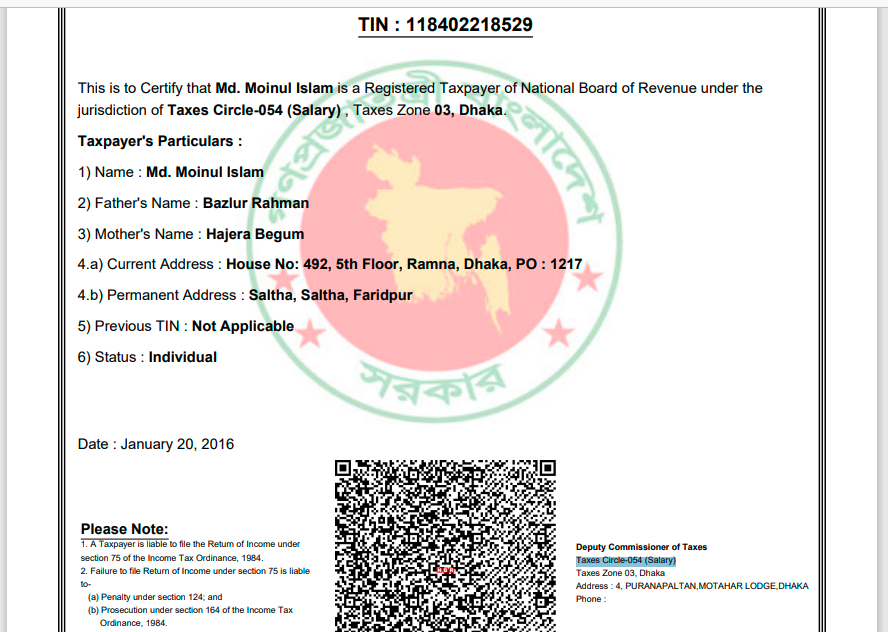 TIN : 118402218529
This is to Certify that Md. Moinul Islam is a Registered Taxpayer of National Board of Revenue under the
jurisdiction of Taxes Circle-054 (Salary) , Taxes Zone 03, Dhaka.
Taxpayer's Particulars :
1) Name : Md. Moinul Islam
2) Father's Name : Bazlur Rahman
3) Mother's Name : Hajera Begum
4.a) Current Address : House No: 492, 5th Floor, Ramna, Dhaka, PO : 1217
4.b) Permanent Address : Saltha, Saltha, Faridpur
5) Previous TIN : Not Applicable
6) Status : Individual
গণপ্রজাতন্ত্রী বাংলাদেশ
সরকার
Date : January 20, 2016
Please Note:
1. A Taxpayer is liable to file the Return of Income under
section 75 of the Income Tax Ordinance, 1984.
2. Failure to file Return of Income under section 75 is liable
to-
(a) Penalty under section 124; and
(b) Prosecution under section 164 of the Income Tax
Ordinance, 1984.
Deputy Commissioner of Taxes
Taxes Circle-054 (Salary)
Taxes Zone 03, Dhaka
Address : 4, PURANAPALTAN,MOTAHAR LODGE,DHAKA
Phone :